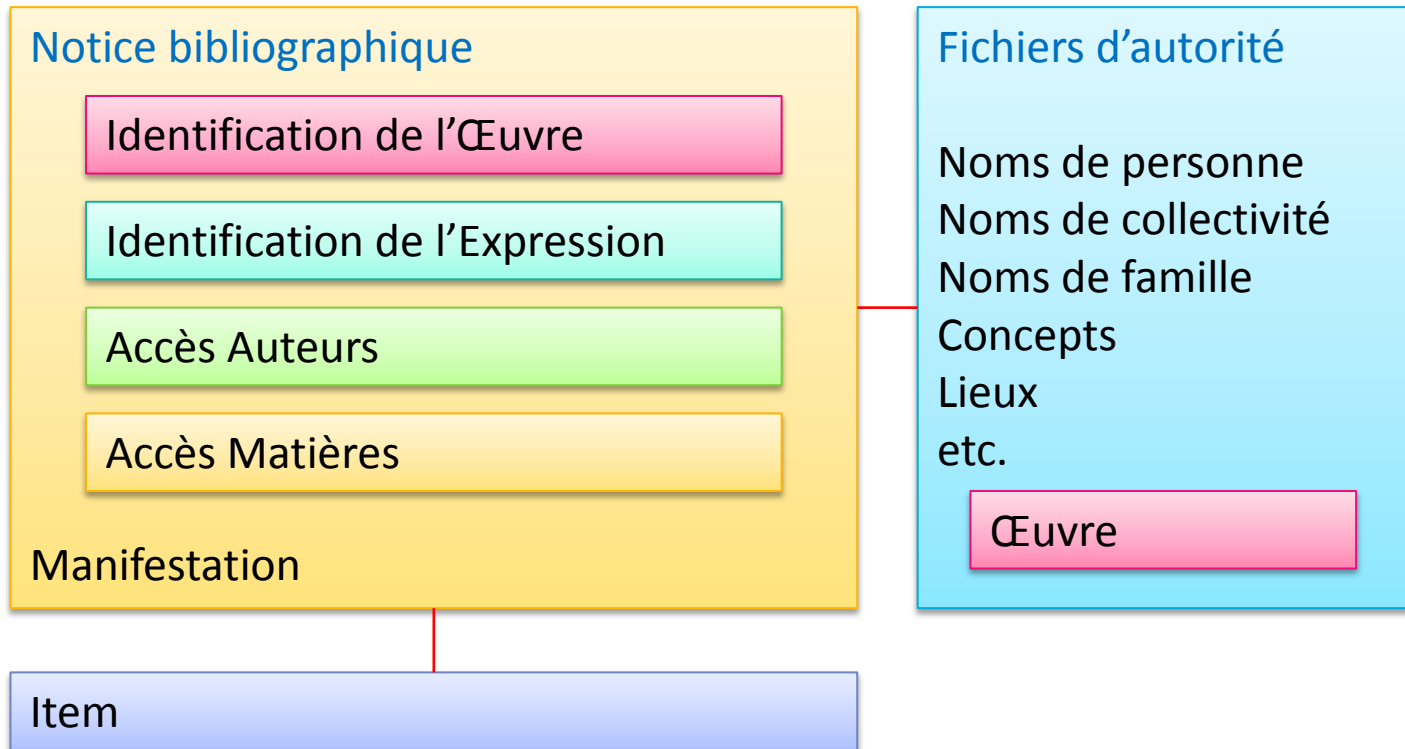 Notice bibliographique
Identification de l’Œuvre
Identification de l’Expression
Accès Auteurs
Accès Matières
Manifestation
Item
Fichiers d’autorité
Noms de personne
Noms de collectivité
Noms de famille
Concepts
Lieux
etc.
Œuvre